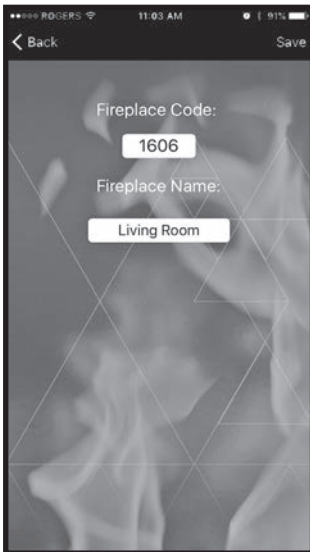 ROGERS 11:03 AM 91%
Back Save
Fireplace Code:
1606
Fireplace Name:
Living Room